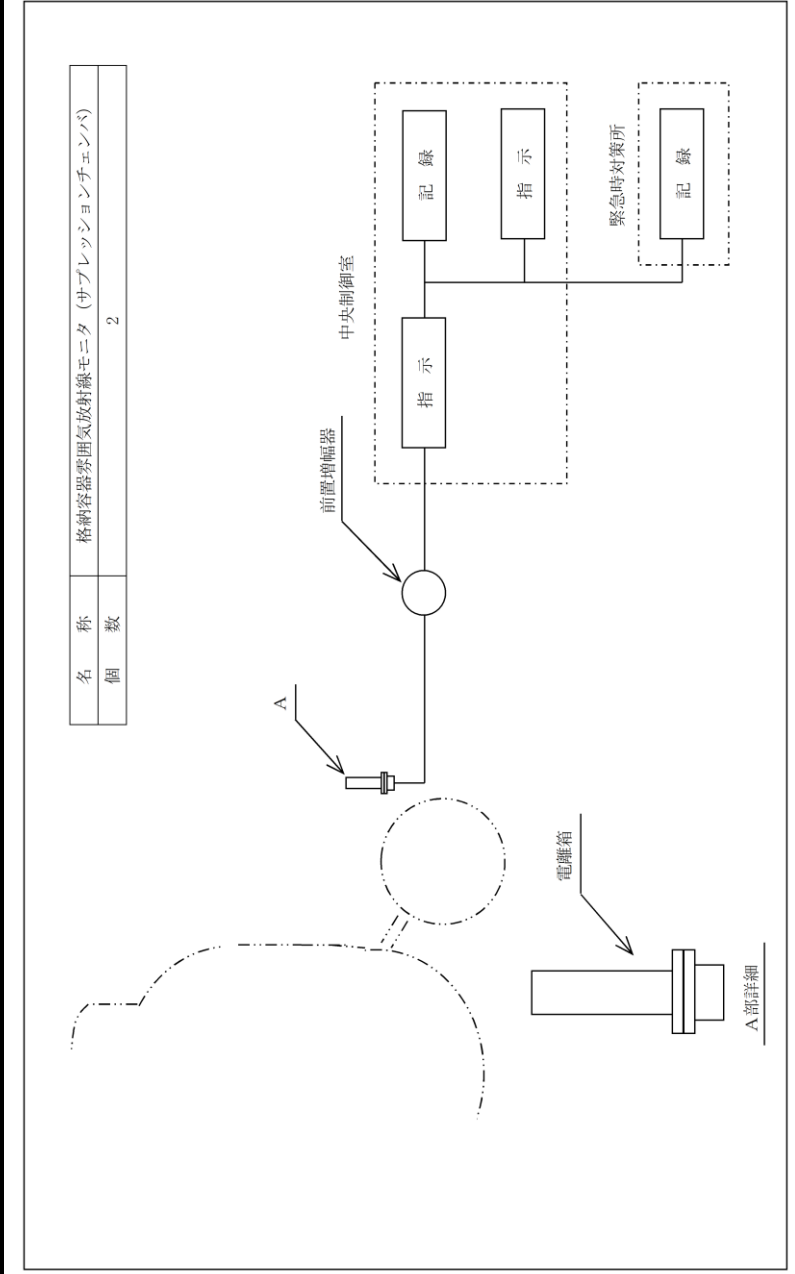 名　称　格納容器雰囲気放射線モニタ（サプレッションチェンバ）
個　数　2
A
前置増幅器
中央制御室
指　示
記　録
指　示
緊急時対策所
記　録
電離箱
A部詳細